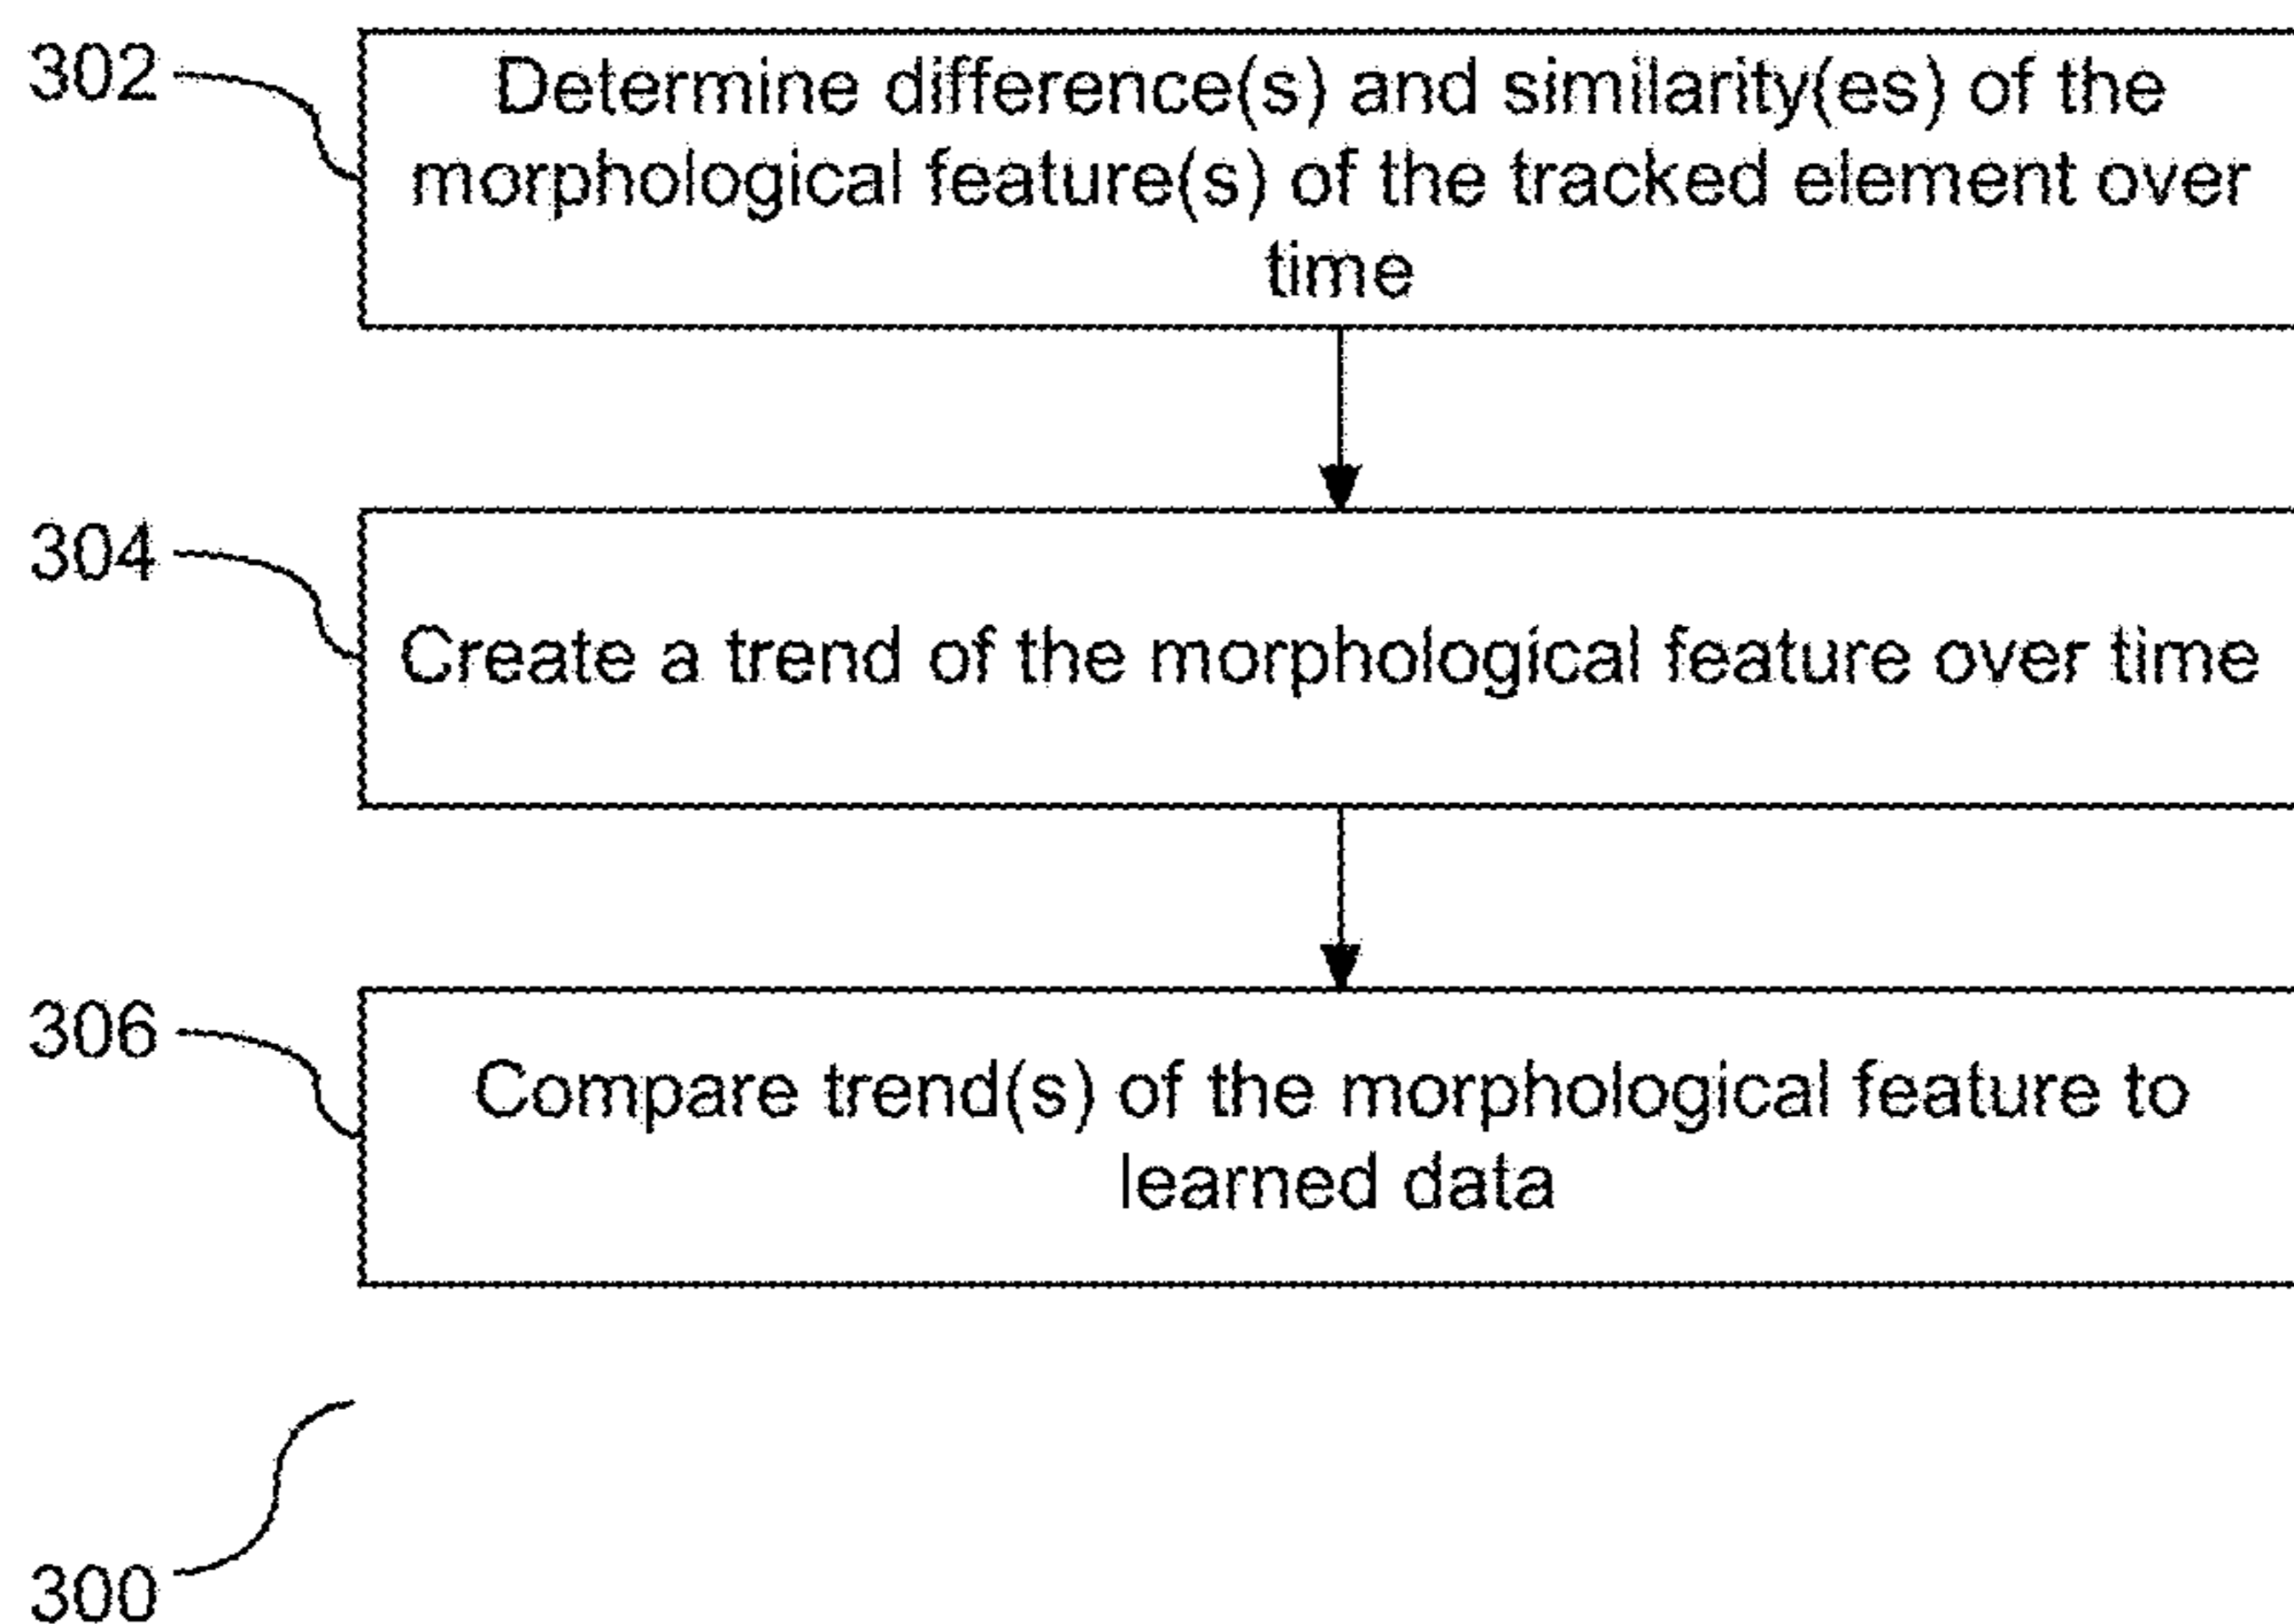 302
Determine difference(s) and similarity(es) of the
morphological feature(s) of the tracked element over
time
304
Create a trend of the morphological feature over time
306
Compare trend(s) of the morphological feature to
learned data
300